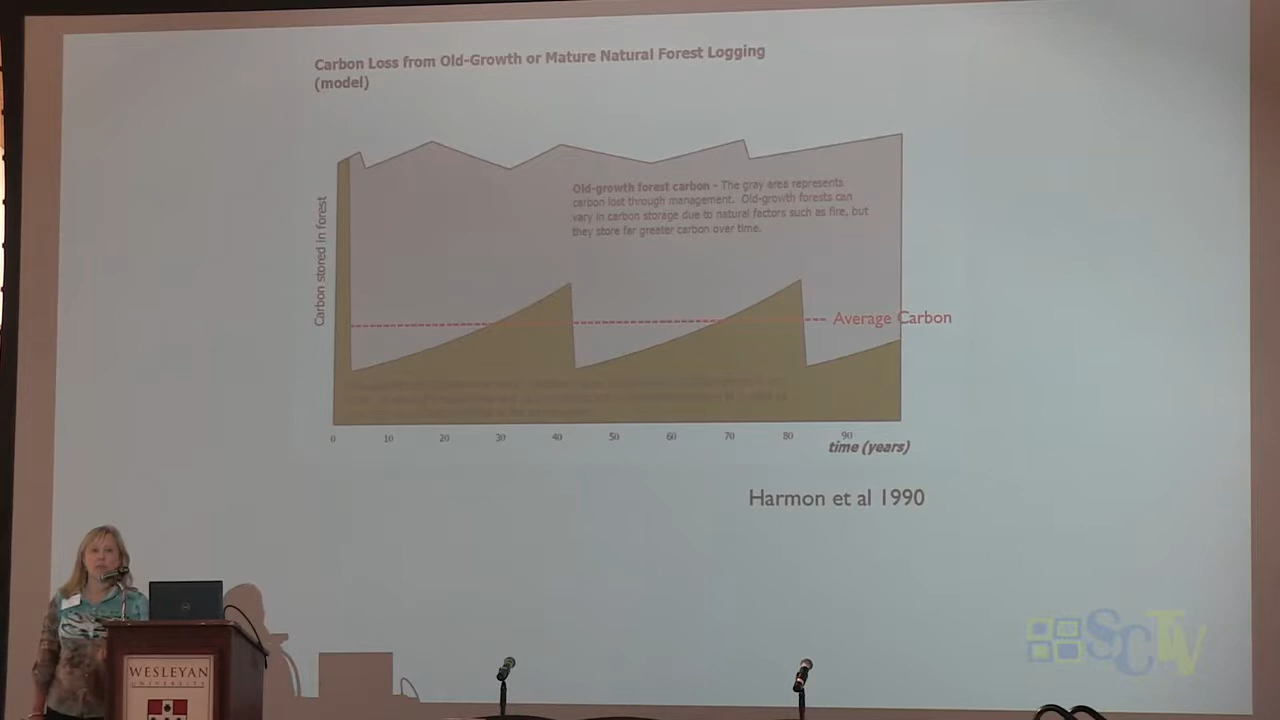 Carbon Loss from Old-Growth or Mature Natural Forest Logging
(model)
Carbon stored in forest
Old-growth forest carbon - The gray area represents
carbon lost through management. Old-growth forests can
vary in carbon storage due to natural factors such as fire, but
they store far greater carbon over time.
Average Carbon
0 10 20 30 40 50 60 70 80 90
time (years)
Harmon et al 1990
WESLEYAN
UNIVERSITY
SCTV